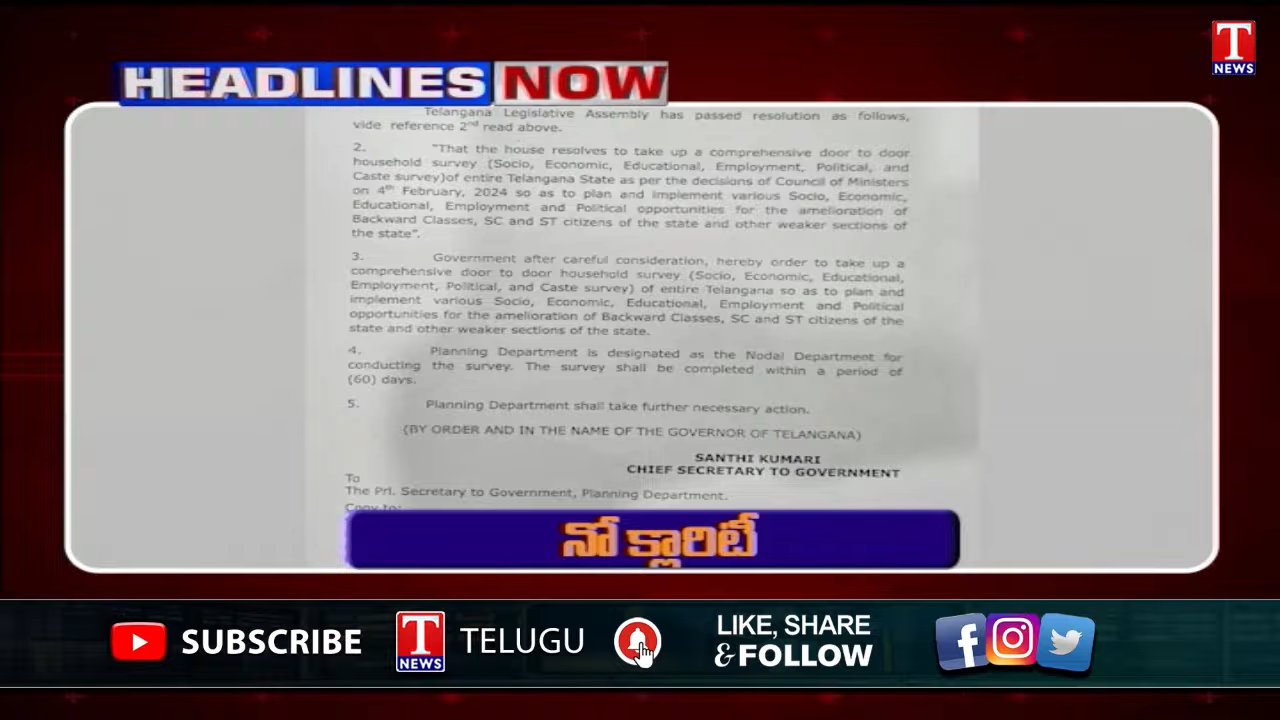 T
NEWS
HEADLINES NOW
Telangana Legislative Assembly has passed resolution as follows,
vide reference 2nd read above.
2. "That the house resolves to take up a comprehensive door to door
household survey (Socio, Economic, Educational, Employment, Political, and
Caste survey)of entire Telangana State as per the decisions of Council of Ministers
on 4th February, 2024 so as to plan and implement various Socio, Economic,
Educational, Employment and Political opportunities for the amelioration of
Backward Classes, SC and ST citizens of the state and other weaker sections of
the state".
3. Government after careful consideration, hereby order to take up a
comprehensive door to door household survey (Socio, Economic, Educational,
Employment, Political, and Caste survey) of entire Telangana so as to plan and
implement various Socio, Economic, Educational, Employment and Political
opportunities for the amelioration of Backward Classes, SC and ST citizens of the
state and other weaker sections of the state.
4. Planning Department is designated as the Nodal Department for
conducting the survey. The survey shall be completed within a period of
(60) days.
5. Planning Department shall take further necessary action.
(BY ORDER AND IN THE NAME OF THE GOVERNOR OF TELANGANA)
SANTHI KUMARI
CHIEF SECRETARY TO GOVERNMENT
To
The Prl. Secretary to Government, Planning Department.
Copy to:
నో క్లారిటీ
SUBSCRIBE
T
NEWS
TELUGU
LIKE, SHARE
& FOLLOW